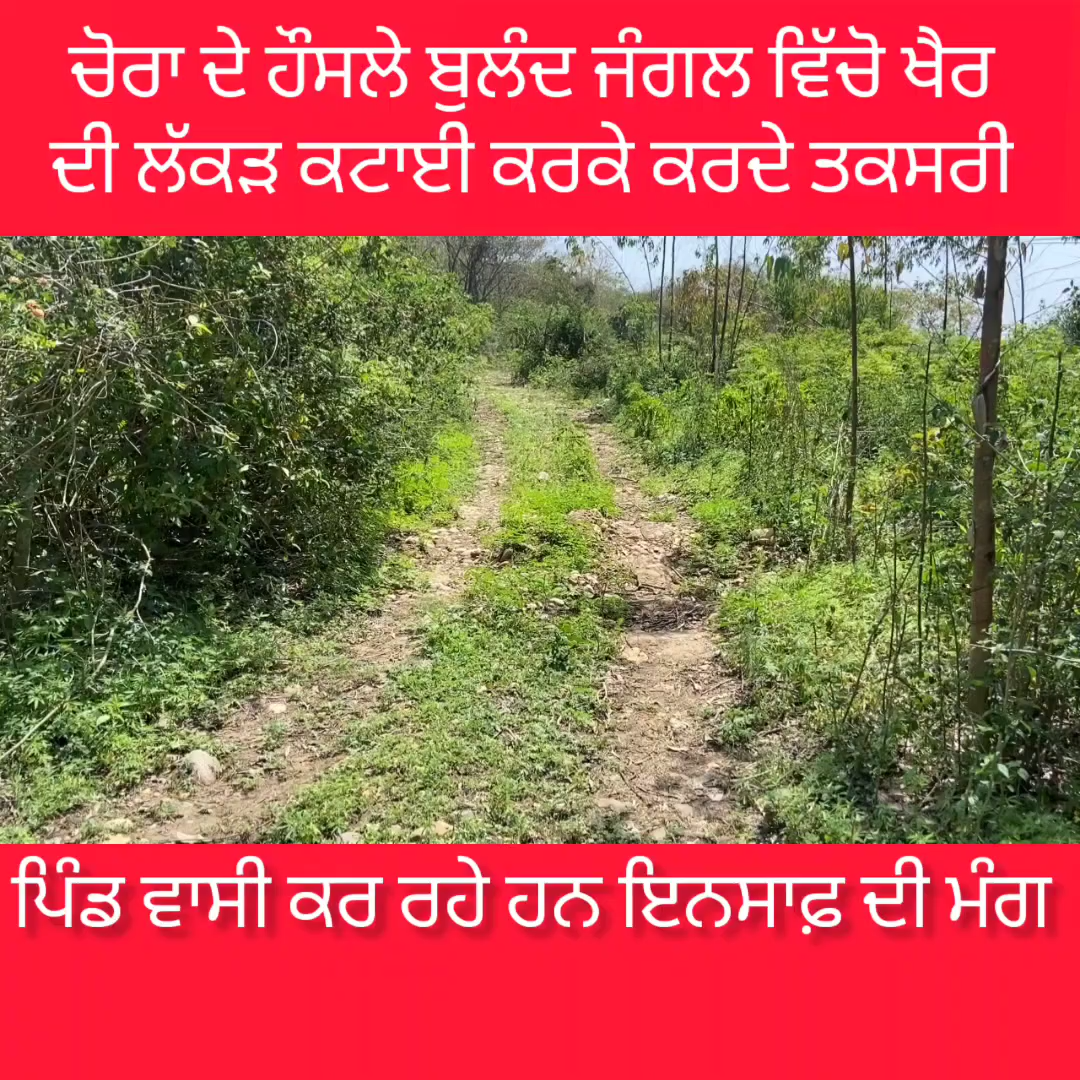 ਚੋਰਾ ਦੇ ਹੌਸਲੇ ਬੁਲੰਦ ਜੰਗਲ ਵਿੱਚੋ ਖੈਰ
ਦੀ ਲੱਕੜ ਕਟਾਈ ਕਰਕੇ ਕਰਦੇ ਤਕਸਰੀ
ਪਿੰਡ ਵਾਸੀ ਕਰ ਰਹੇ ਹਨ ਇਨਸਾਫ਼ ਦੀ ਮੰਗ